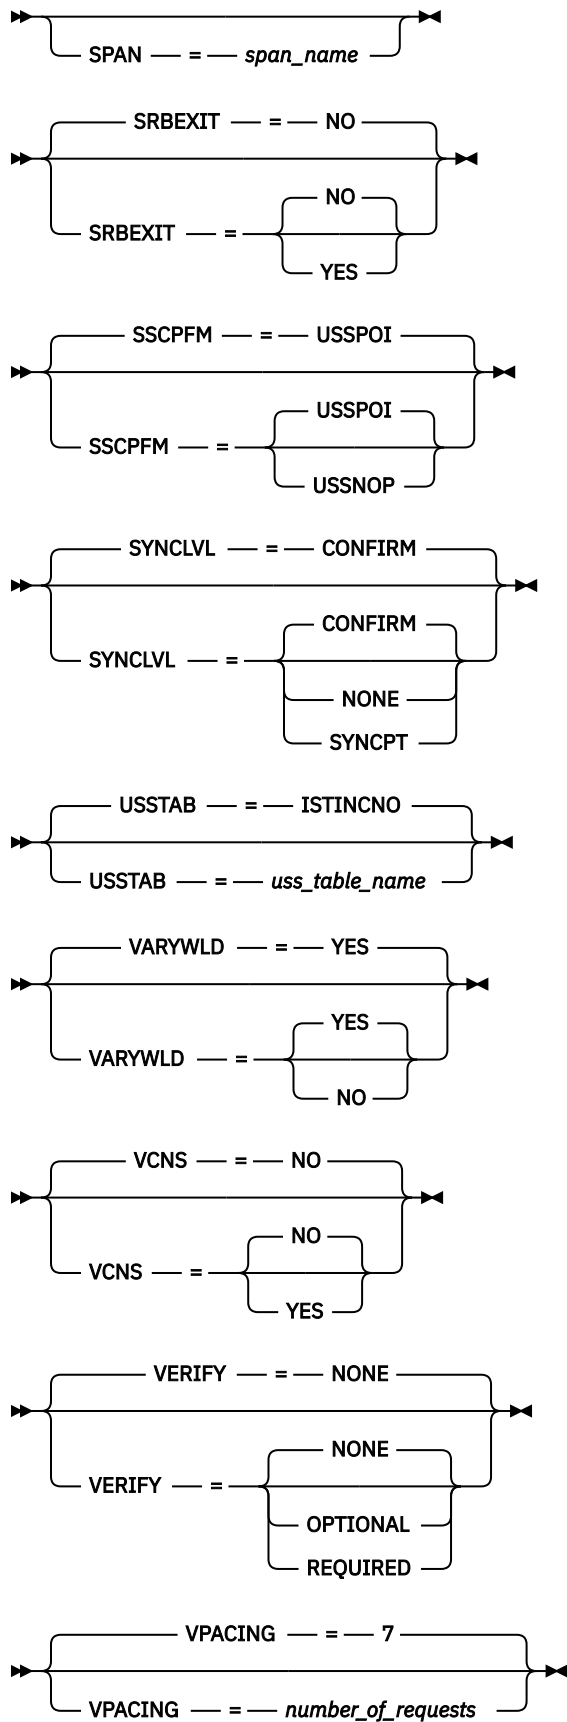 SPAN = span_name
SRBEXIT = NO
NO
SRBEXIT =
YES
SSCPFM = USSPOI
USSPOI
SSCPFM =
USSNOP
SYNCLVL = CONFIRM
CONFIRM
SYNCLVL =
NONE
SYNCPT
USSTAB = ISTINCNO
USSTAB = uss_table_name
VARYWLD = YES
YES
VARYWLD =
NO
VCNS = NO
NO
VCNS =
YES
VERIFY = NONE
NONE
VERIFY =
OPTIONAL
REQUIRED
VPACING = 7
VPACING = number_of_requests